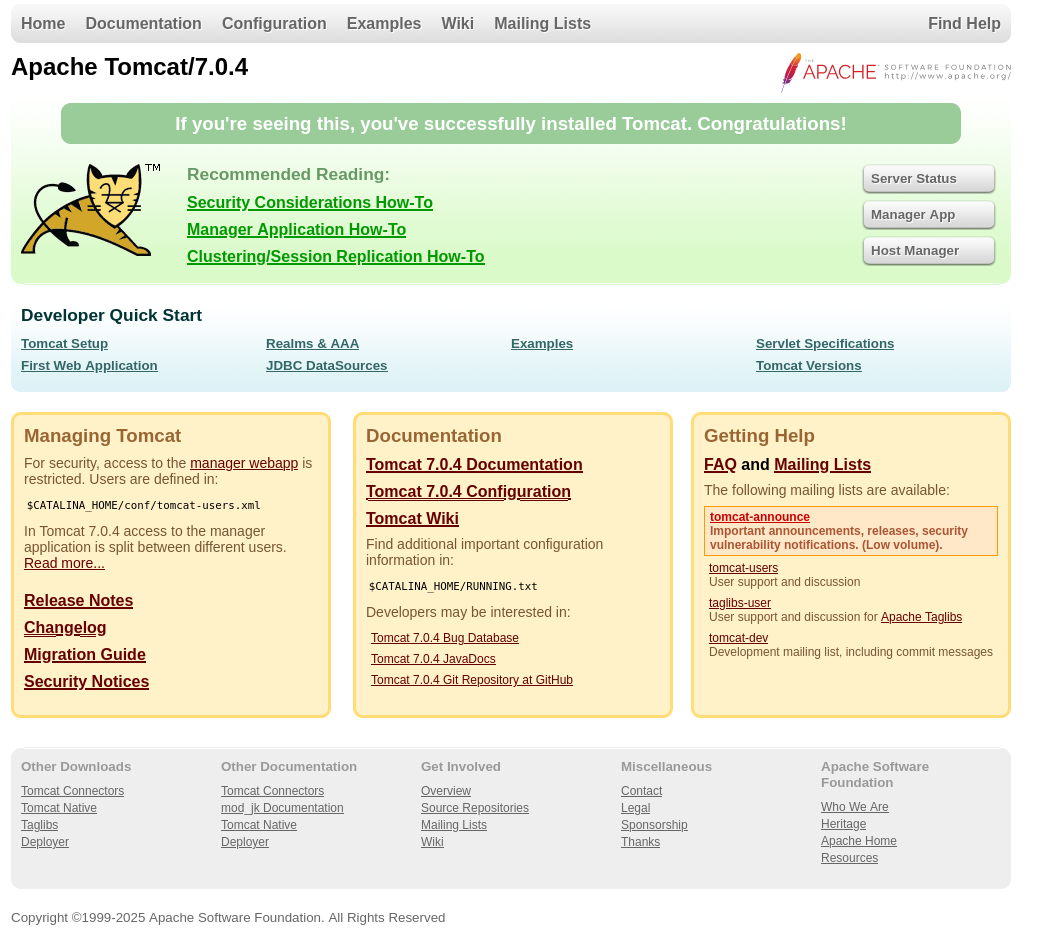 Home Documentation Configuration Examples Wiki Mailing Lists Find Help
Apache Tomcat/7.0.4
THE APACHE SOFTWARE FOUNDATION
http://www.apache.org/
If you're seeing this, you've successfully installed Tomcat. Congratulations!
TM
Recommended Reading:
Security Considerations How-To
Manager Application How-To
Clustering/Session Replication How-To
Server Status
Manager App
Host Manager
Developer Quick Start
Tomcat Setup
First Web Application
Realms & AAA
JDBC DataSources
Examples
Servlet Specifications
Tomcat Versions
Managing Tomcat
For security, access to the manager webapp is
restricted. Users are defined in:
$CATALINA_HOME/conf/tomcat-users.xml
In Tomcat 7.0.4 access to the manager
application is split between different users.
Read more...
Release Notes
Changelog
Migration Guide
Security Notices
Documentation
Tomcat 7.0.4 Documentation
Tomcat 7.0.4 Configuration
Tomcat Wiki
Find additional important configuration
information in:
$CATALINA_HOME/RUNNING.txt
Developers may be interested in:
Tomcat 7.0.4 Bug Database
Tomcat 7.0.4 JavaDocs
Tomcat 7.0.4 Git Repository at GitHub
Getting Help
FAQ and Mailing Lists
The following mailing lists are available:
tomcat-announce
Important announcements, releases, security
vulnerability notifications. (Low volume).
tomcat-users
User support and discussion
taglibs-user
User support and discussion for Apache Taglibs
tomcat-dev
Development mailing list, including commit messages
Other Downloads
Tomcat Connectors
Tomcat Native
Taglibs
Deployer
Other Documentation
Tomcat Connectors
mod_jk Documentation
Tomcat Native
Deployer
Get Involved
Overview
Source Repositories
Mailing Lists
Wiki
Miscellaneous
Contact
Legal
Sponsorship
Thanks
Apache Software
Foundation
Who We Are
Heritage
Apache Home
Resources
Copyright ©1999-2025 Apache Software Foundation. All Rights Reserved